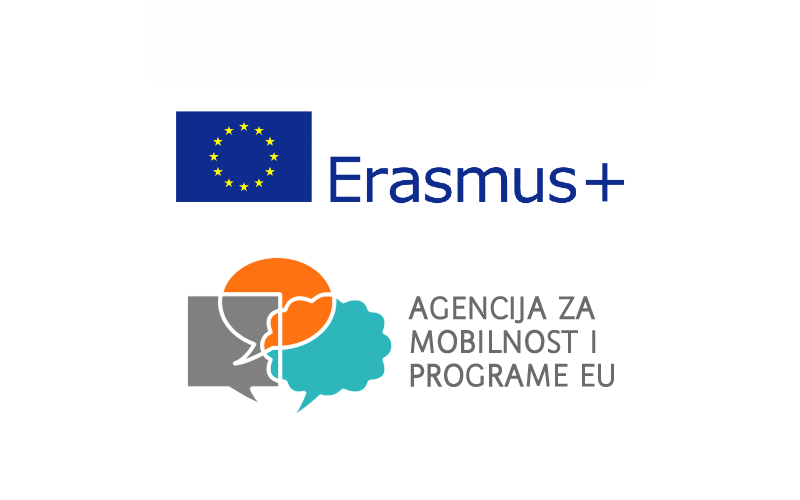 Erasmus+
AGENCIJA ZA
MOBILNOST I
PROGRAME EU